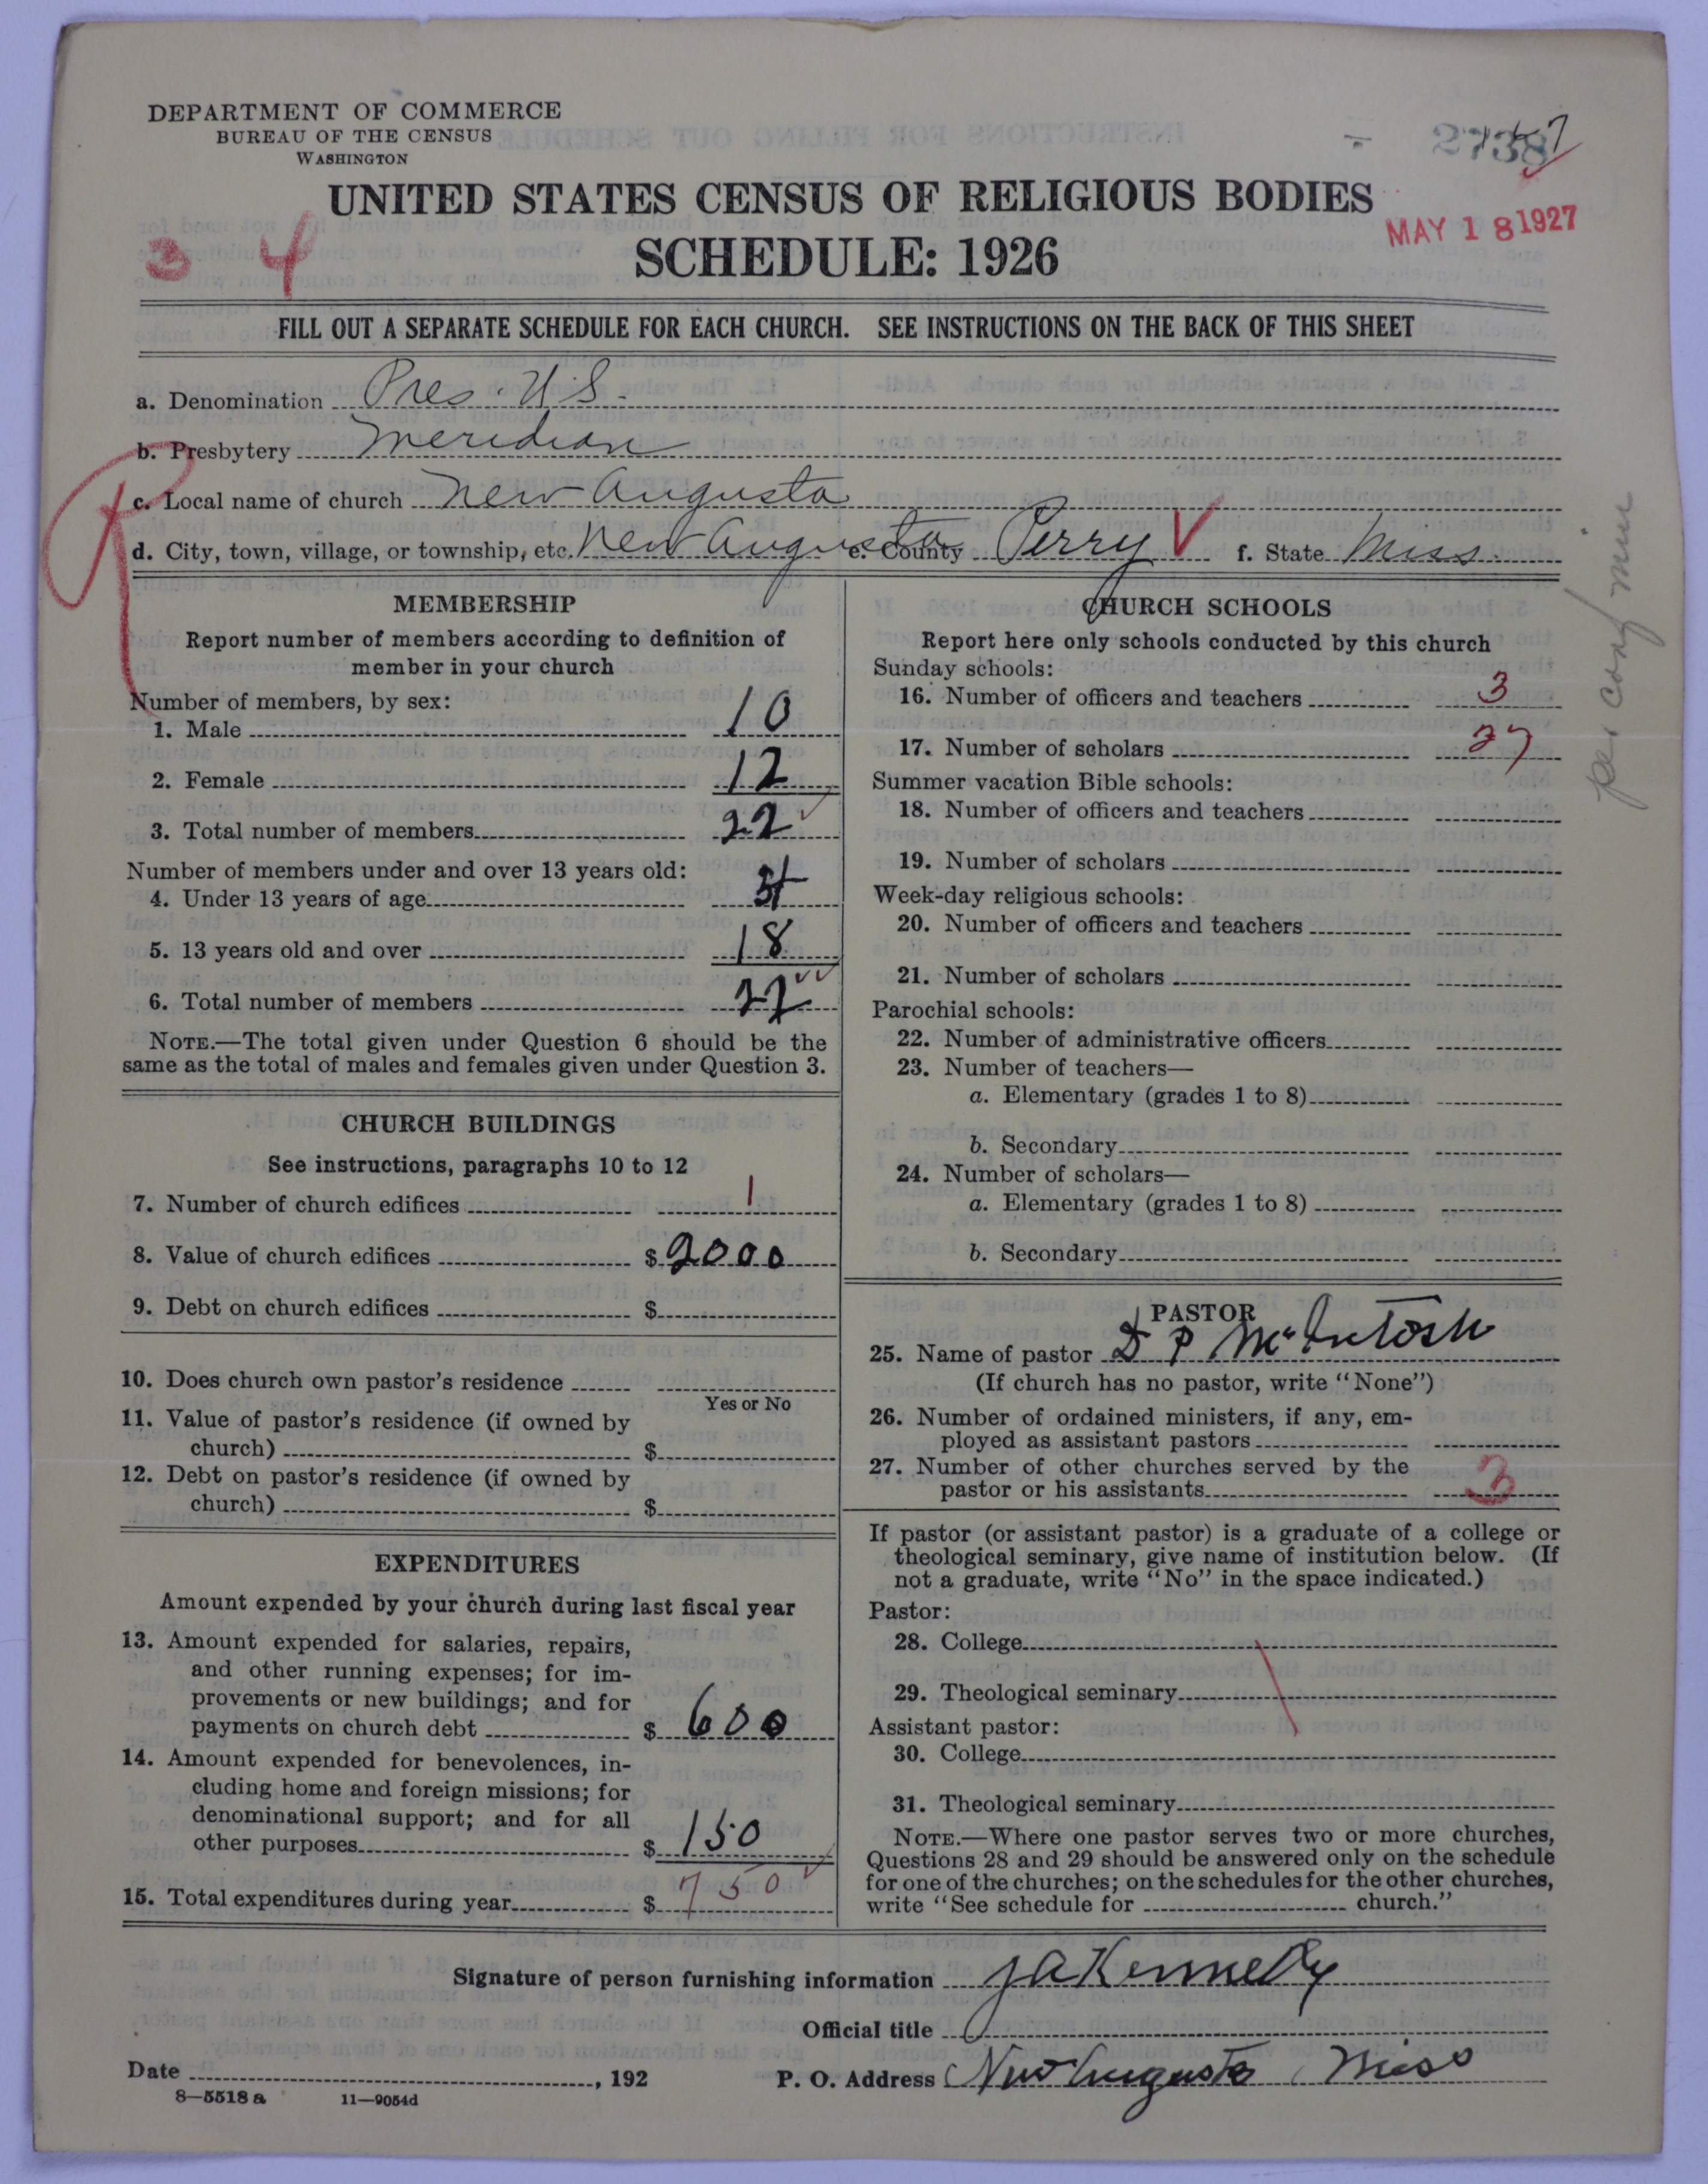 DEPARTMENT OF COMMERCE
BUREAU OF THE CENSUS
WASHINGTON
2738
MAY 18 1927
UNITED STATES CENSUS OF RELIGIOUS BODIES
SCHEDULE: 1926
3 4
FILL OUT A SEPARATE SCHEDULE FOR EACH CHURCH. SEE INSTRUCTIONS ON THE BACK OF THIS SHEET
a. Denomination Pres. U S.
b. Presbytery Meridian
c. Local name of church New Augusta
d. City, town, village, or township, etc. New Augusta e. County Perry f. State Miss.
MEMBERSHIP
Report number of members according to definition of
member in your church
Number of members, by sex:
1. Male 10
2. Female 12
3. Total number of members 22
Number of members under and over 13 years old:
4. Under 13 years of age 4
5. 13 years old and over 18
6. Total number of members 22
NOTE.—The total given under Question 6 should be the
same as the total of males and females given under Question 3.
CHURCH BUILDINGS
See instructions, paragraphs 10 to 12
7. Number of church edifices 1
8. Value of church edifices $ 2000
9. Debt on church edifices $
10. Does church own pastor's residence
Yes or No
11. Value of pastor's residence (if owned by
church) $
12. Debt on pastor's residence (if owned by
church) $
EXPENDITURES
Amount expended by your church during last fiscal year
13. Amount expended for salaries, repairs,
and other running expenses; for im-
provements or new buildings; and for
payments on church debt $ 600
14. Amount expended for benevolences, in-
cluding home and foreign missions; for
denominational support; and for all
other purposes $ 150
15. Total expenditures during year $ 750
CHURCH SCHOOLS
Report here only schools conducted by this church
Sunday schools:
16. Number of officers and teachers 3
17. Number of scholars 27
Summer vacation Bible schools:
18. Number of officers and teachers
19. Number of scholars
Week-day religious schools:
20. Number of officers and teachers
21. Number of scholars
Parochial schools:
22. Number of administrative officers
23. Number of teachers—
a. Elementary (grades 1 to 8)
b. Secondary
24. Number of scholars—
a. Elementary (grades 1 to 8)
b. Secondary
PASTOR
25. Name of pastor D P McIntosh
(If church has no pastor, write "None")
26. Number of ordained ministers, if any, em-
ployed as assistant pastors
27. Number of other churches served by the
pastor or his assistants 3
If pastor (or assistant pastor) is a graduate of a college or
theological seminary, give name of institution below. (If
not a graduate, write "No" in the space indicated.)
Pastor:
28. College
29. Theological seminary
Assistant pastor:
30. College
31. Theological seminary
NOTE.—Where one pastor serves two or more churches,
Questions 28 and 29 should be answered only on the schedule
for one of the churches; on the schedules for the other churches,
write "See schedule for church."
per conf min
Signature of person furnishing information J A Kennedy
Official title
Date , 192 P. O. Address New Augusta Miss
8—5518 a 11—9054d